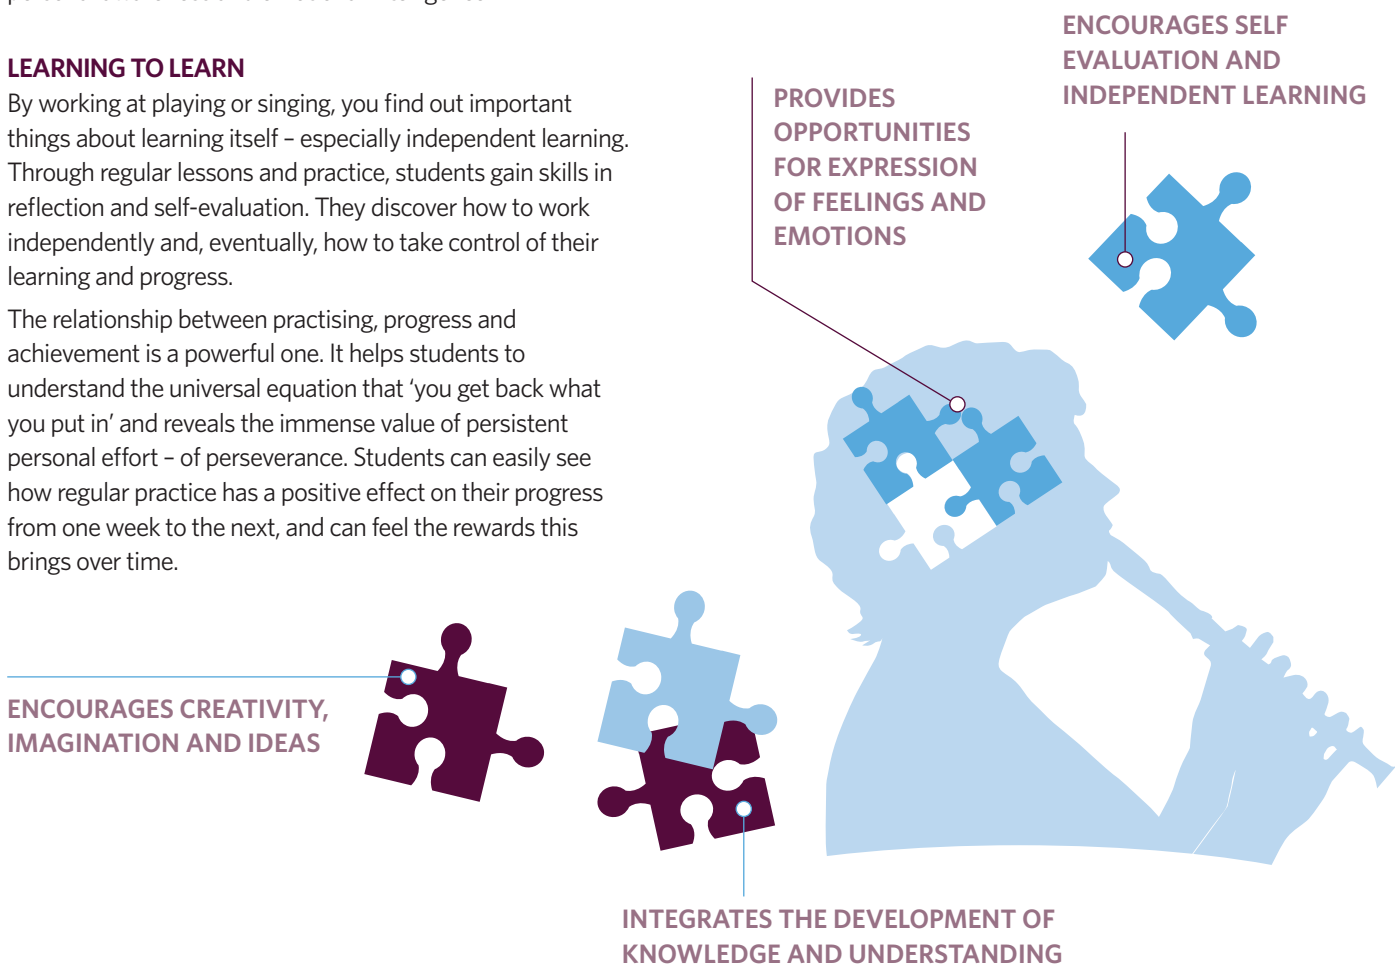 LEARNING TO LEARN
By working at playing or singing, you find out important
things about learning itself – especially independent learning.
Through regular lessons and practice, students gain skills in
reflection and self-evaluation. They discover how to work
independently and, eventually, how to take control of their
learning and progress.
The relationship between practising, progress and
achievement is a powerful one. It helps students to
understand the universal equation that ‘you get back what
you put in’ and reveals the immense value of persistent
personal effort – of perseverance. Students can easily see
how regular practice has a positive effect on their progress
from one week to the next, and can feel the rewards this
brings over time.
PROVIDES
OPPORTUNITIES
FOR EXPRESSION
OF FEELINGS AND
EMOTIONS
ENCOURAGES SELF
EVALUATION AND
INDEPENDENT LEARNING
ENCOURAGES CREATIVITY,
IMAGINATION AND IDEAS
INTEGRATES THE DEVELOPMENT OF
KNOWLEDGE AND UNDERSTANDING